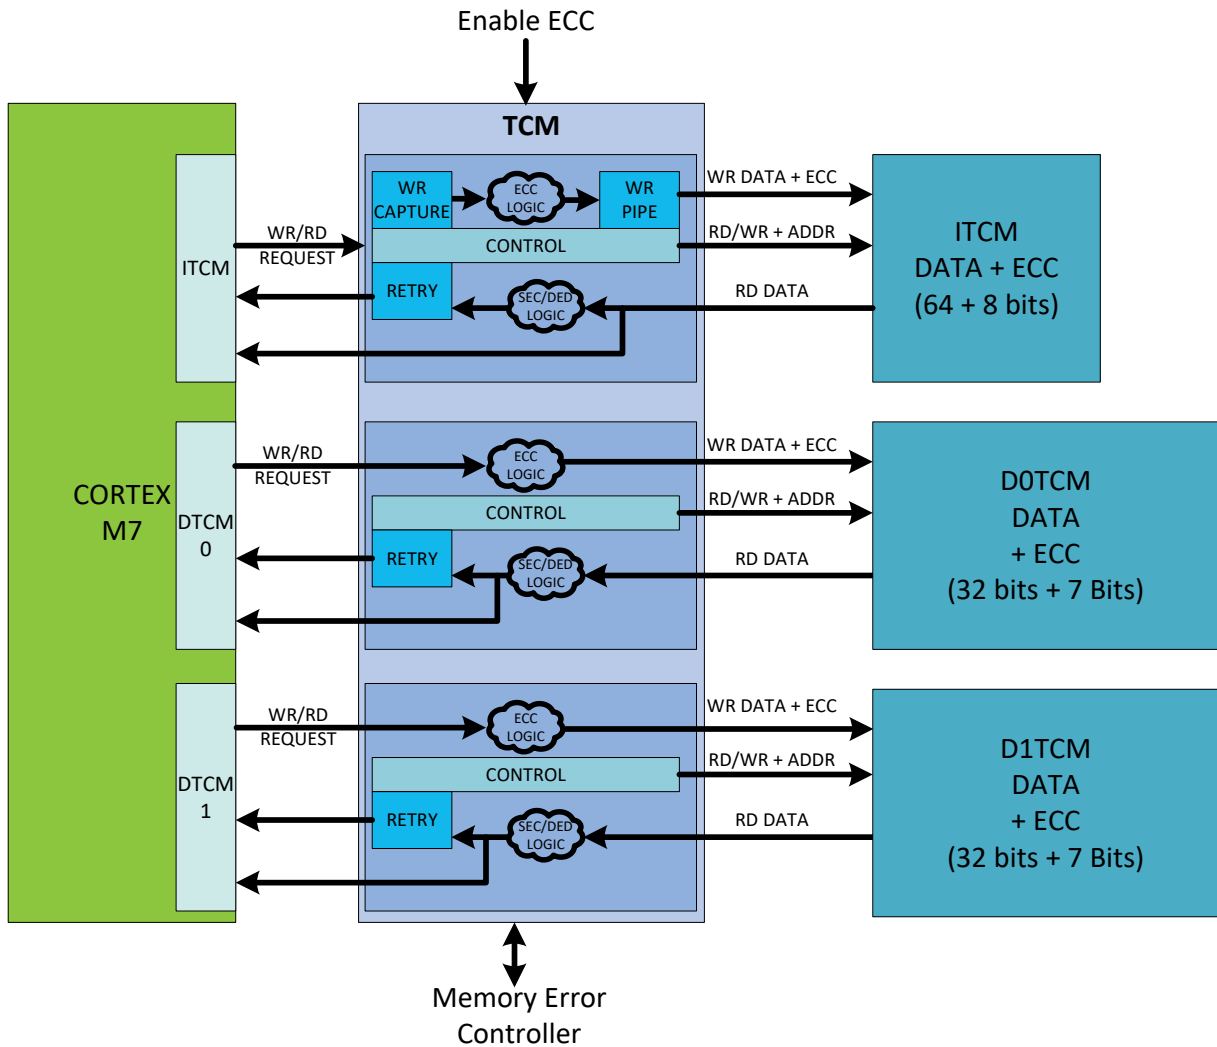 Enable ECC
TCM
CORTEX
M7
ITCM
WR/RD
REQUEST
WR
CAPTURE
ECC
LOGIC
WR
PIPE
CONTROL
RETRY
SEC/DED
LOGIC
WR DATA + ECC
RD/WR + ADDR
RD DATA
ITCM
DATA + ECC
(64 + 8 bits)
DTCM
0
WR/RD
REQUEST
ECC
LOGIC
CONTROL
RETRY
SEC/DED
LOGIC
WR DATA + ECC
RD/WR + ADDR
RD DATA
D0TCM
DATA
+ ECC
(32 bits + 7 Bits)
DTCM
1
WR/RD
REQUEST
ECC
LOGIC
CONTROL
RETRY
SEC/DED
LOGIC
WR DATA + ECC
RD/WR + ADDR
RD DATA
D1TCM
DATA
+ ECC
(32 bits + 7 Bits)
Memory Error
Controller